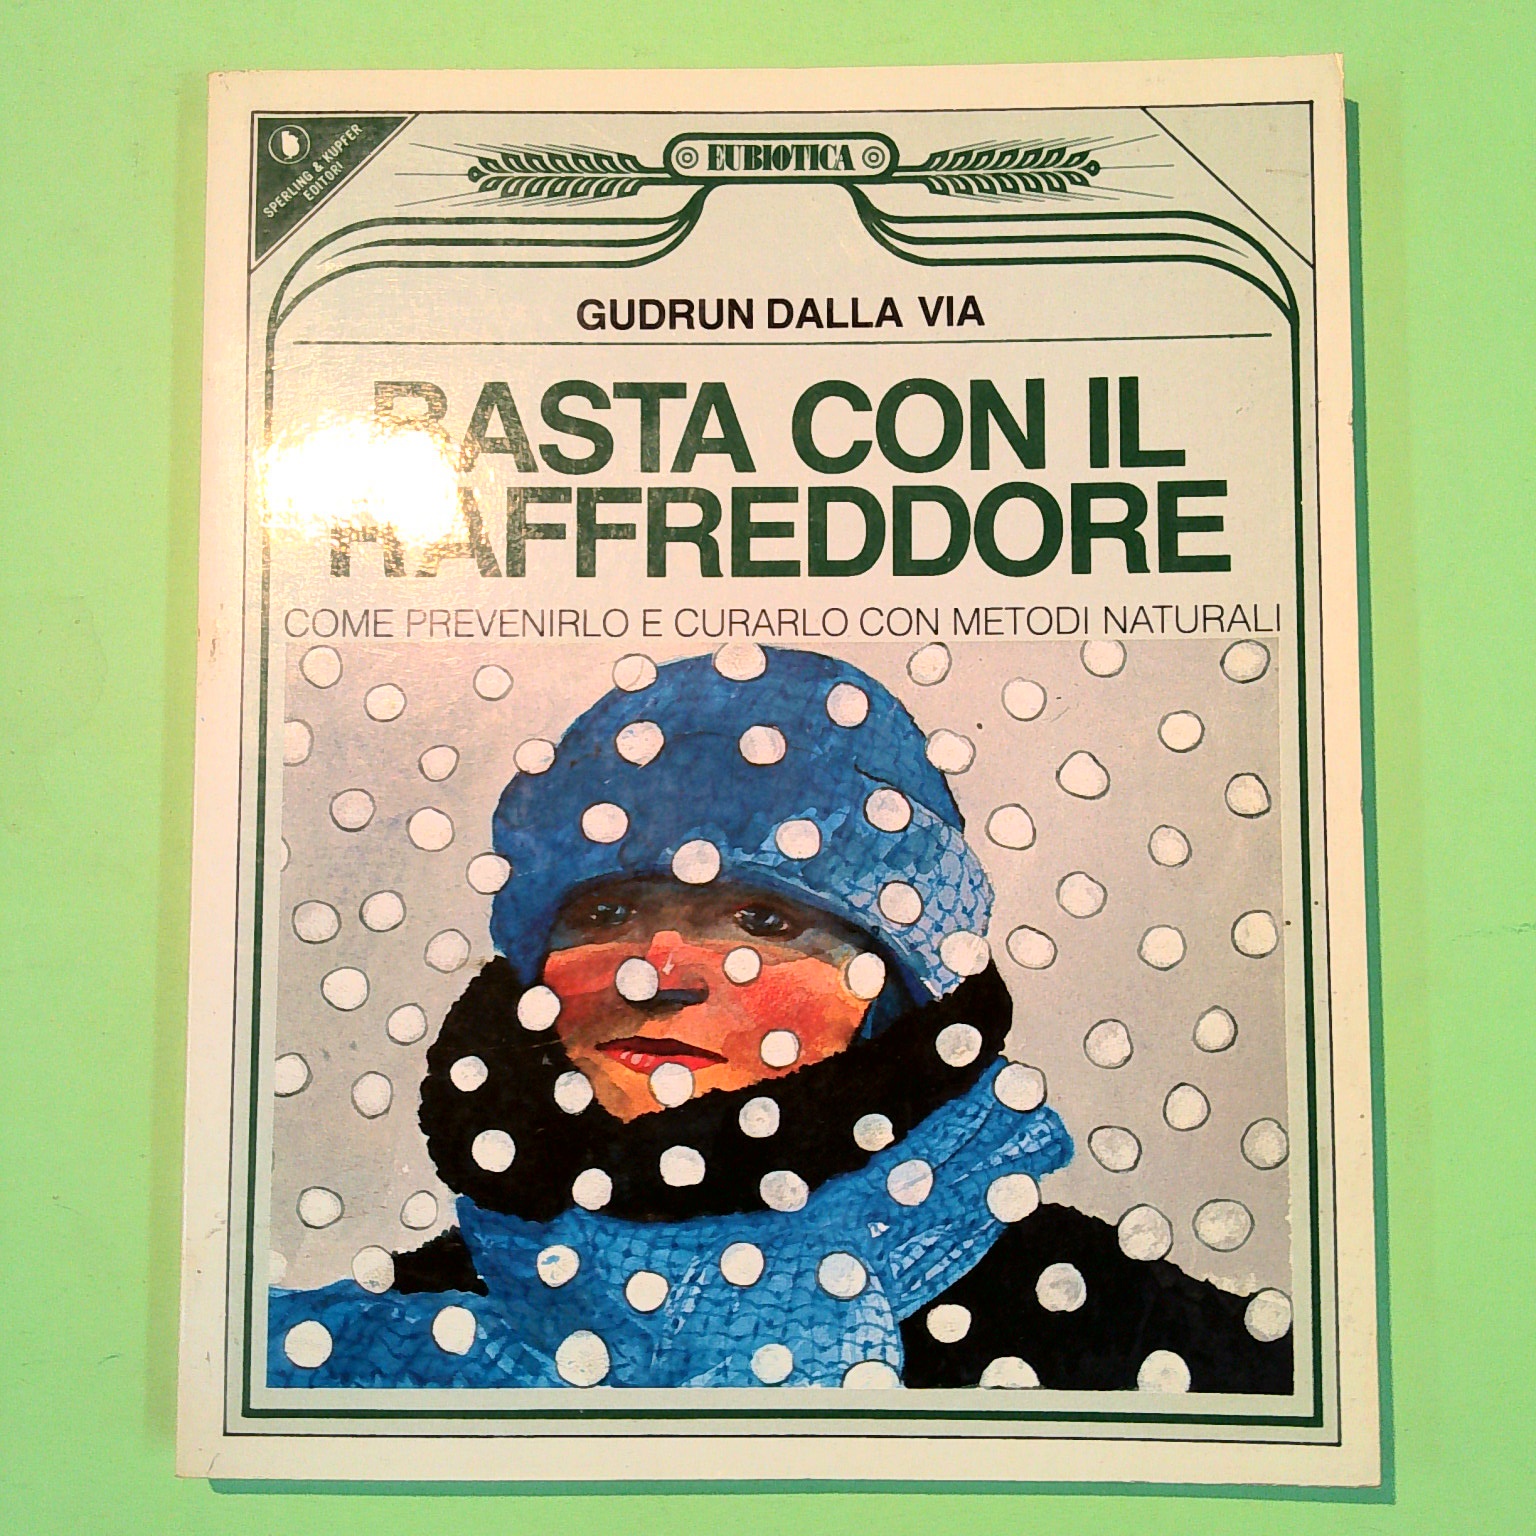 SPERLING & KUPFER
EDITORI
EUBIOTICA
GUDRUN DALLA VIA
BASTA CON IL
RAFFREDDORE
COME PREVENIRLO E CURARLO CON METODI NATURALI